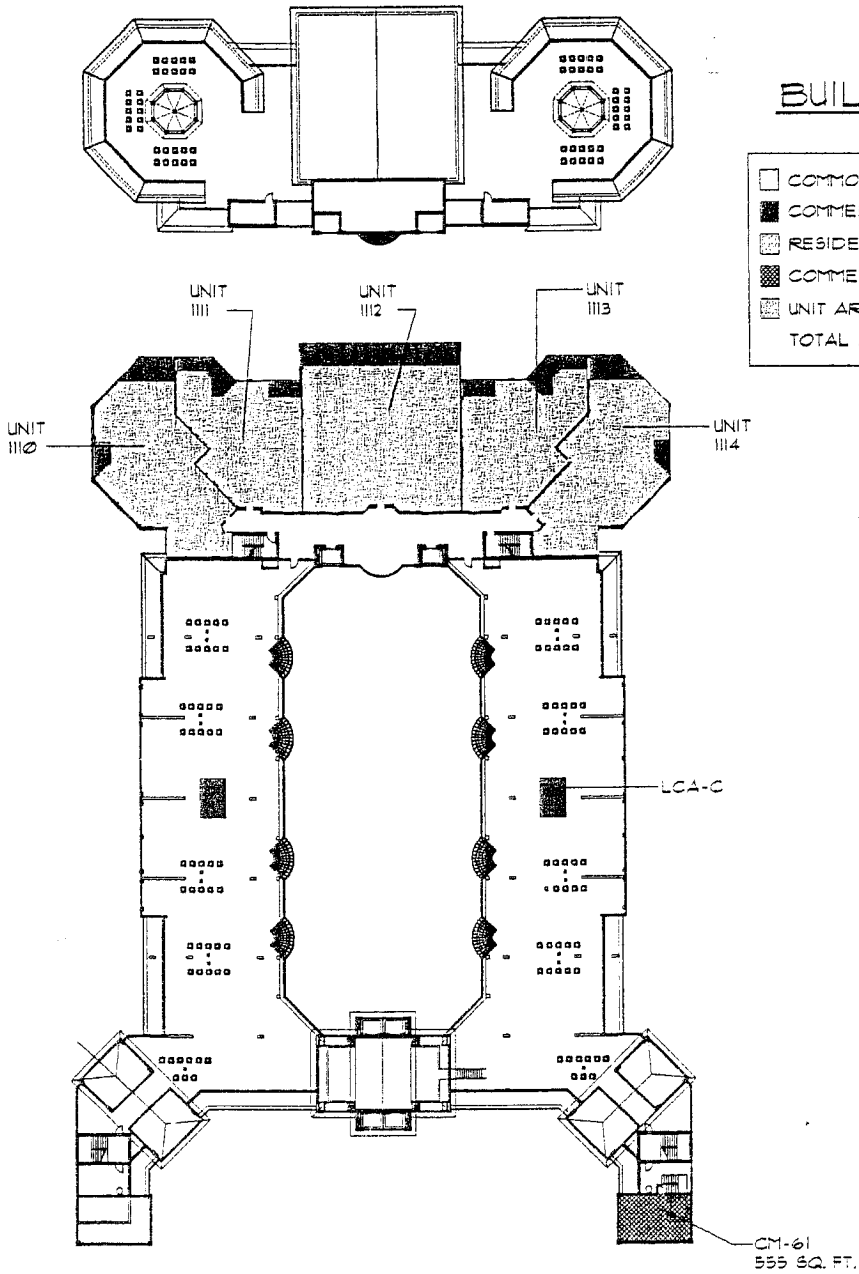 BUIL
COMMO
COMME
RESIDE
COMME
UNIT AR
TOTAL
UNIT
1111
UNIT
1112
UNIT
1113
UNIT
1110
UNIT
1114
LCA-C
CM-61
555 SQ. FT.